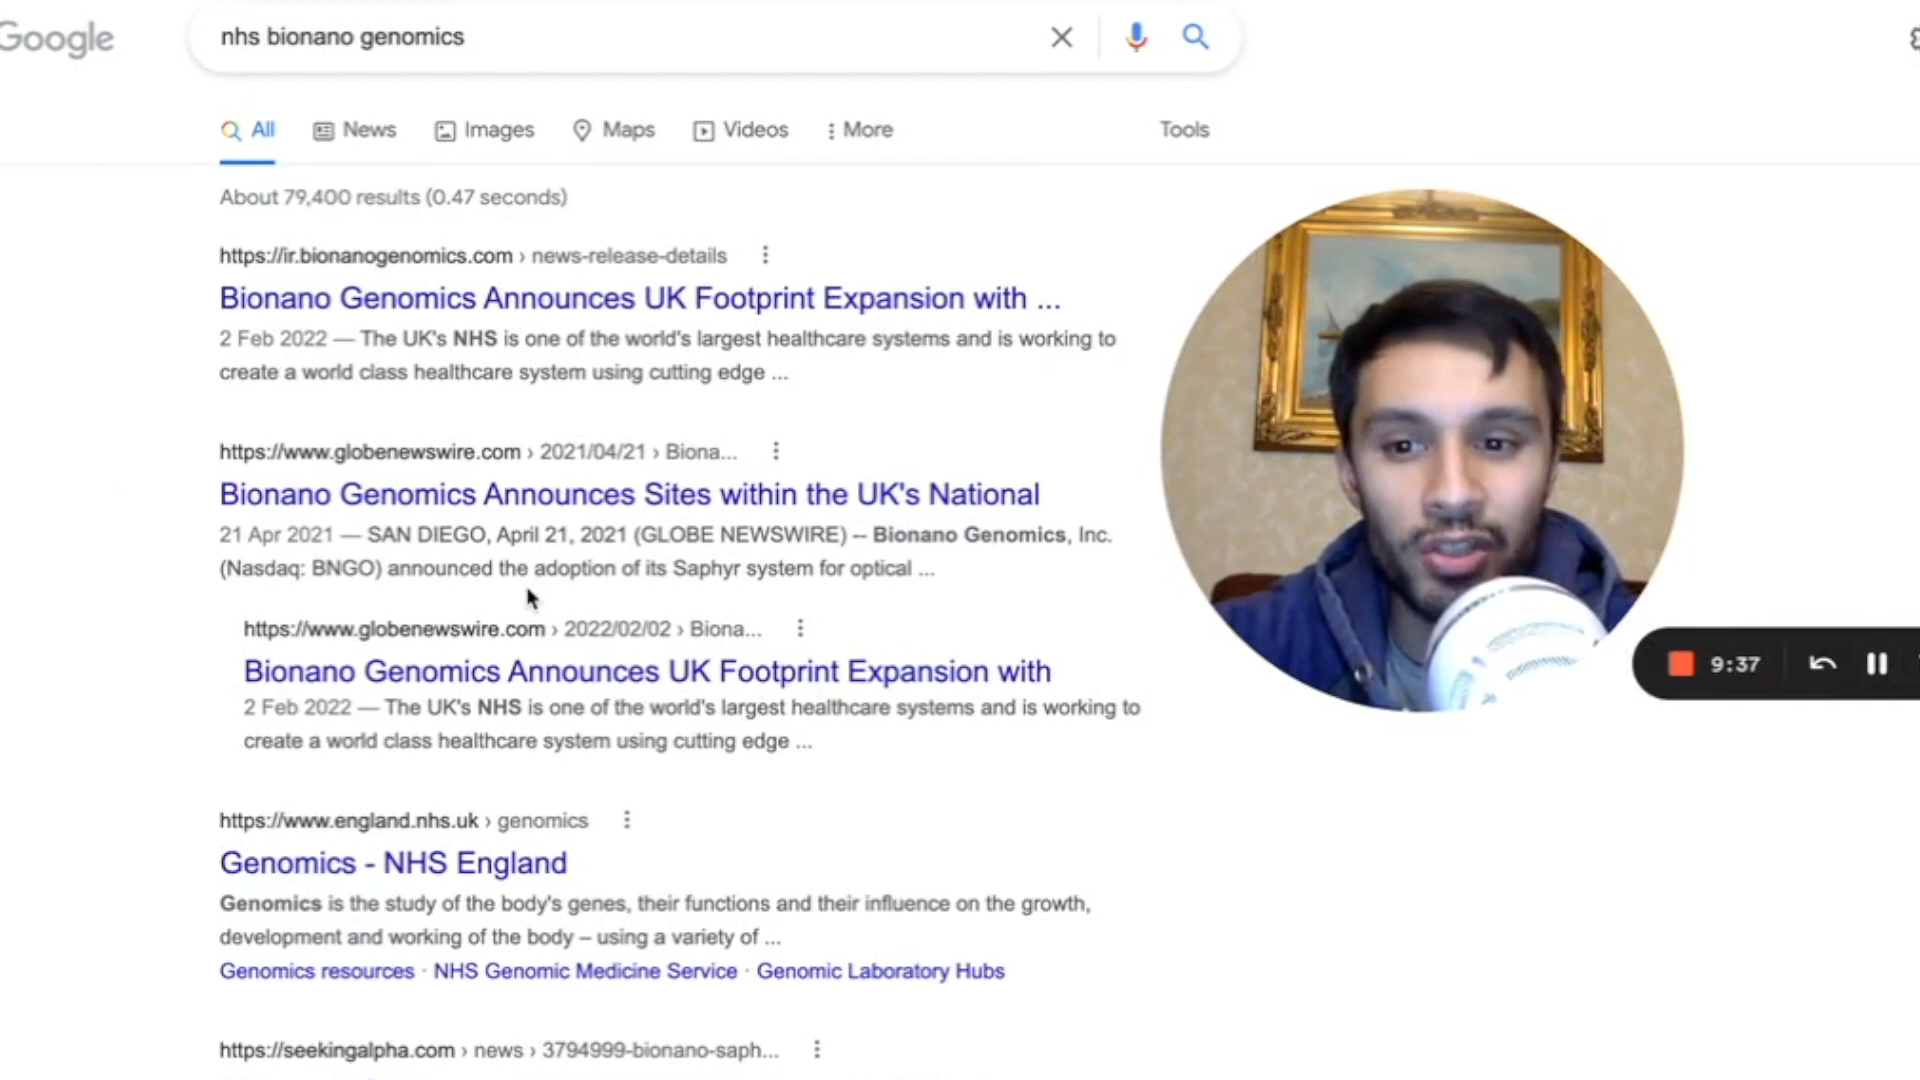 Google
nhs bionano genomics
All News Images Maps Videos More Tools
About 79,400 results (0.47 seconds)
https://ir.bionanogenomics.com › news-release-details
Bionano Genomics Announces UK Footprint Expansion with ...
2 Feb 2022 — The UK's NHS is one of the world's largest healthcare systems and is working to
create a world class healthcare system using cutting edge ...
https://www.globenewswire.com › 2021/04/21 › Biona...
Bionano Genomics Announces Sites within the UK's National
21 Apr 2021 — SAN DIEGO, April 21, 2021 (GLOBE NEWSWIRE) -- Bionano Genomics, Inc.
(Nasdaq: BNGO) announced the adoption of its Saphyr system for optical ...
https://www.globenewswire.com › 2022/02/02 › Biona...
Bionano Genomics Announces UK Footprint Expansion with
2 Feb 2022 — The UK's NHS is one of the world's largest healthcare systems and is working to
create a world class healthcare system using cutting edge ...
9:37
https://www.england.nhs.uk › genomics
Genomics - NHS England
Genomics is the study of the body's genes, their functions and their influence on the growth,
development and working of the body – using a variety of ...
Genomics resources · NHS Genomic Medicine Service · Genomic Laboratory Hubs
https://seekingalpha.com › news › 3794999-bionano-saph...